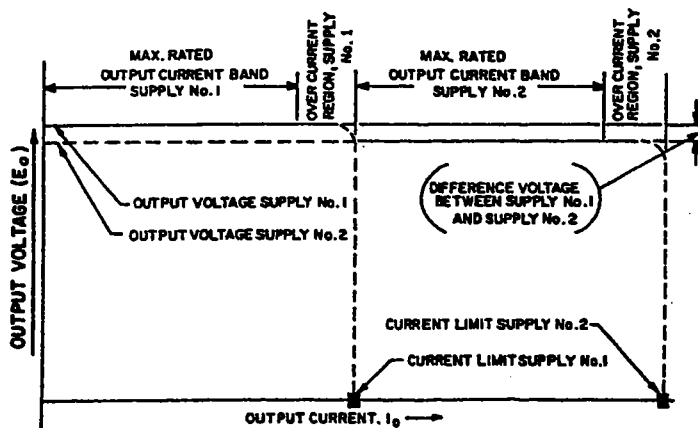 MAX. RATED
OUTPUT CURRENT BAND
SUPPLY No.1
OVER CURRENT
REGION, SUPPLY
No. 1
MAX. RATED
OUTPUT CURRENT BAND
SUPPLY No.2
OVER CURRENT
REGION, SUPPLY
No.2
OUTPUT VOLTAGE (Eo)
OUTPUT VOLTAGE SUPPLY No.1
OUTPUT VOLTAGE SUPPLY No.2
DIFFERENCE VOLTAGE
BETWEEN SUPPLY No.1
AND SUPPLY No.2
CURRENT LIMIT SUPPLY No.2
CURRENT LIMIT SUPPLY No.1
OUTPUT CURRENT, Io